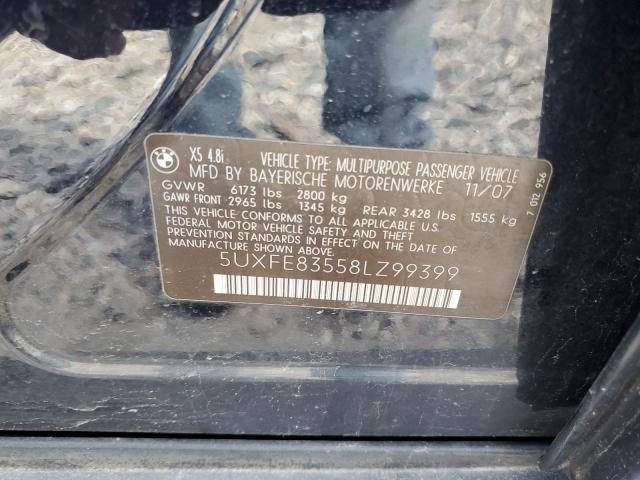 X5 4.8i VEHICLE TYPE: MULTIPURPOSE PASSENGER VEHICLE
MFD BY BAYERISCHE MOTORENWERKE 11/07
GVWR 6173 lbs 2800 kg
GAWR FRONT 2965 lbs 1345 kg REAR 3428 lbs 1555 kg
THIS VEHICLE CONFORMS TO ALL APPLICABLE U.S.
FEDERAL MOTOR VEHICLE SAFETY AND THEFT
PREVENTION STANDARDS IN EFFECT ON THE DATE OF
MANUFACTURE SHOWN ABOVE.
5UXFE83558LZ99399
7 012 956